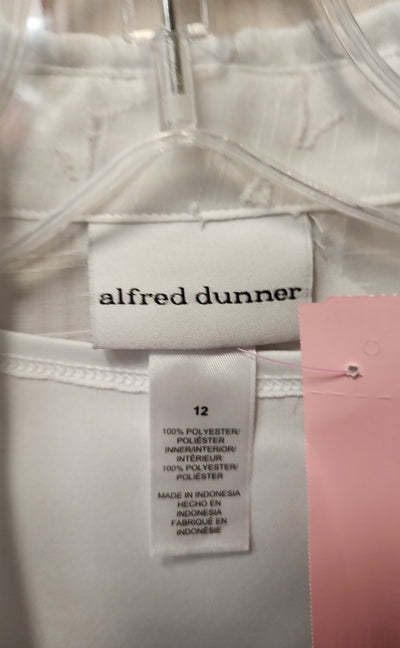 alfred dunner
12
100% POLYESTER/
POLIÉSTER
INNER/INTERIOR/
INTÉRIEUR
100% POLYESTER/
POLIÉSTER
MADE IN INDONESIA
HECHO EN
INDONESIA
FABRIQUÉ EN
INDONÉSIE